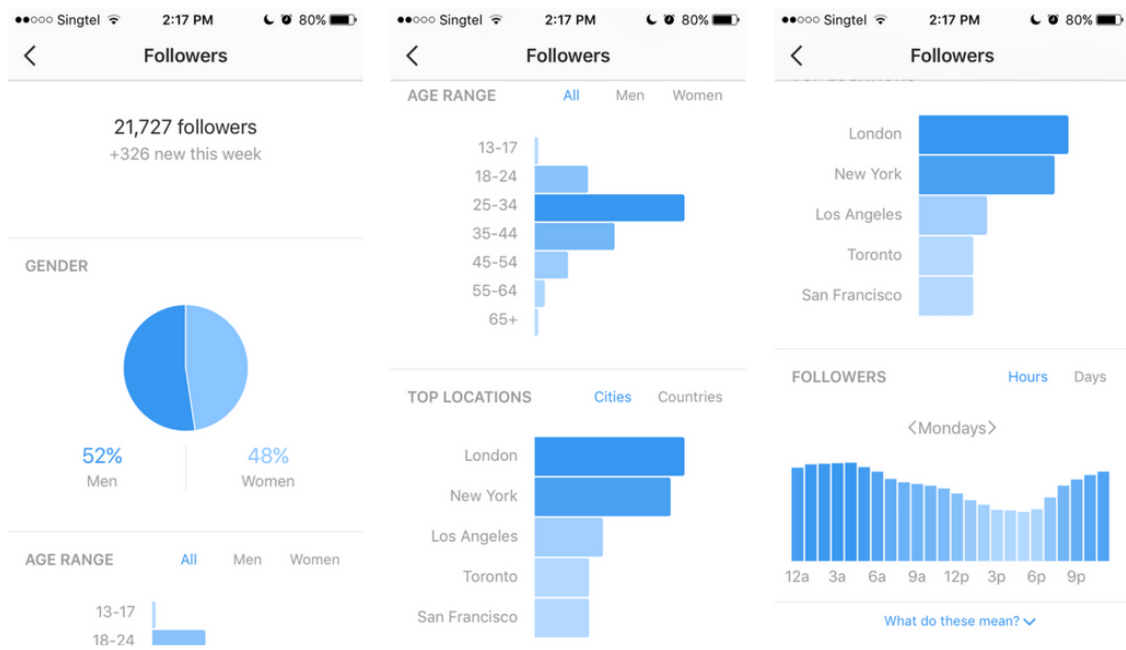 ●●○○○ Singtel 2:17 PM 80%
Followers
21,727 followers
+326 new this week
GENDER
52%
Men
48%
Women
AGE RANGE All Men Women
13-17
18-24
●●○○○ Singtel 2:17 PM 80%
Followers
AGE RANGE All Men Women
13-17
18-24
25-34
35-44
45-54
55-64
65+
TOP LOCATIONS Cities Countries
London
New York
Los Angeles
Toronto
San Francisco
●●○○○ Singtel 2:17 PM 80%
Followers
London
New York
Los Angeles
Toronto
San Francisco
FOLLOWERS Hours Days
<Mondays>
12a 3a 6a 9a 12p 3p 6p 9p
What do these mean?